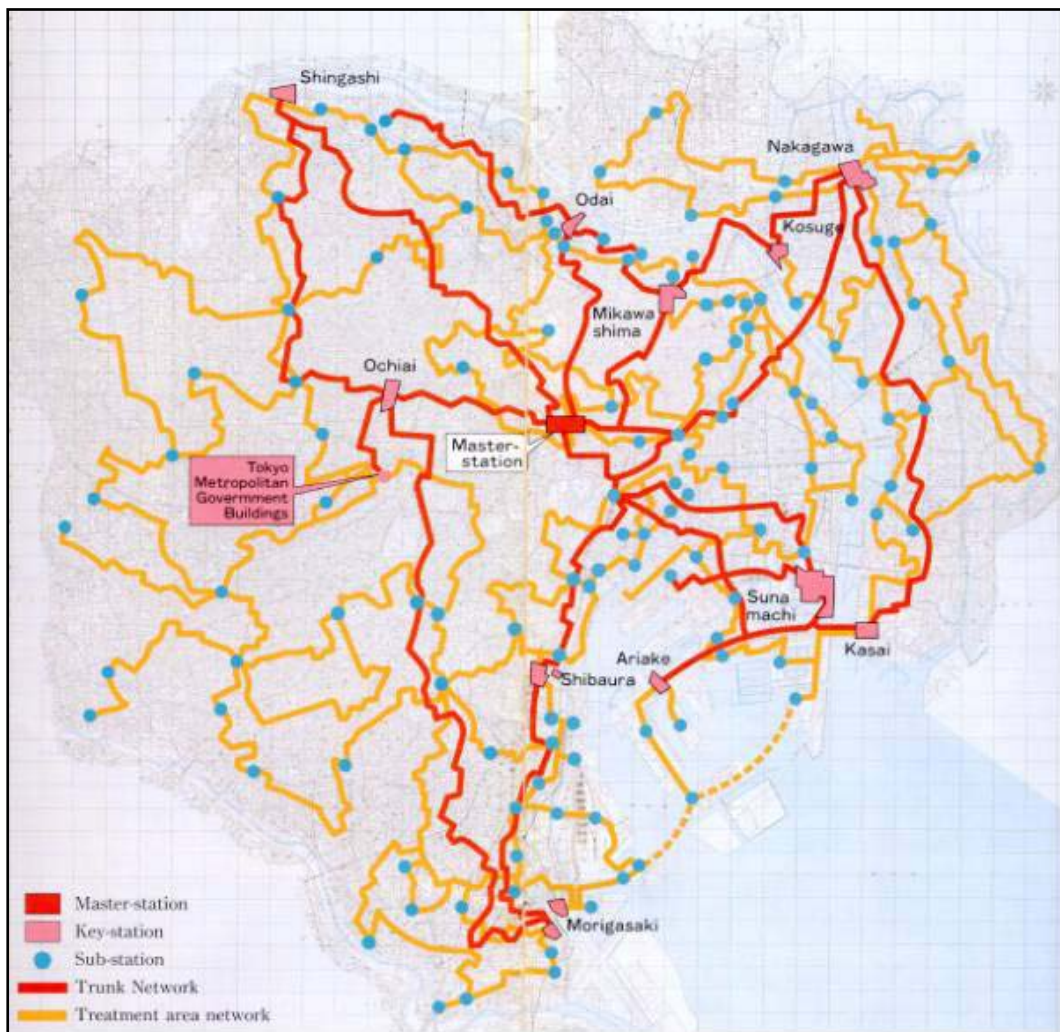 Shingashi
Nakagawa
Odai
Kosuge
Mikawa
shima
Ochiai
Master-
station
Tokyo
Metropolitan
Government
Buildings
Suna
machi
Kasai
Ariake
Shibaura
Morigasaki
Master-station
Key-station
Sub-station
Trunk Network
Treatment area network